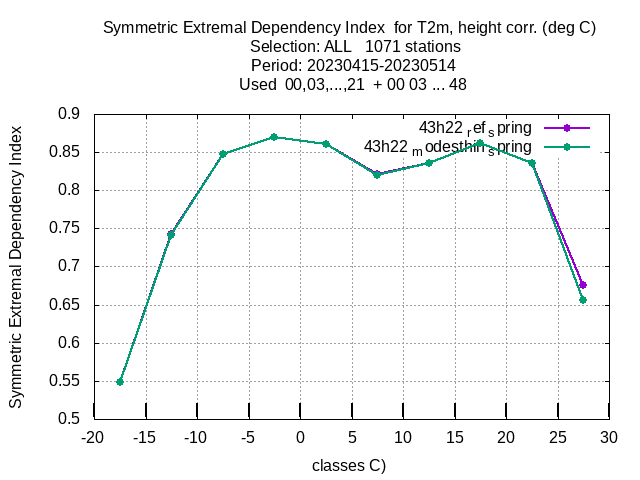 Symmetric Extremal Dependency Index  for T2m, height corr. (deg C)
Selection: ALL   1071 stations
Period: 20230415-20230514
Used  00,03,...,21  + 00 03 ... 48
43h22 ref spring
43h22 modesthin spring
Symmetric Extremal Dependency Index
0.9
0.85
0.8
0.75
0.7
0.65
0.6
0.55
0.5
-20 -15 -10 -5 0 5 10 15 20 25 30
classes C)